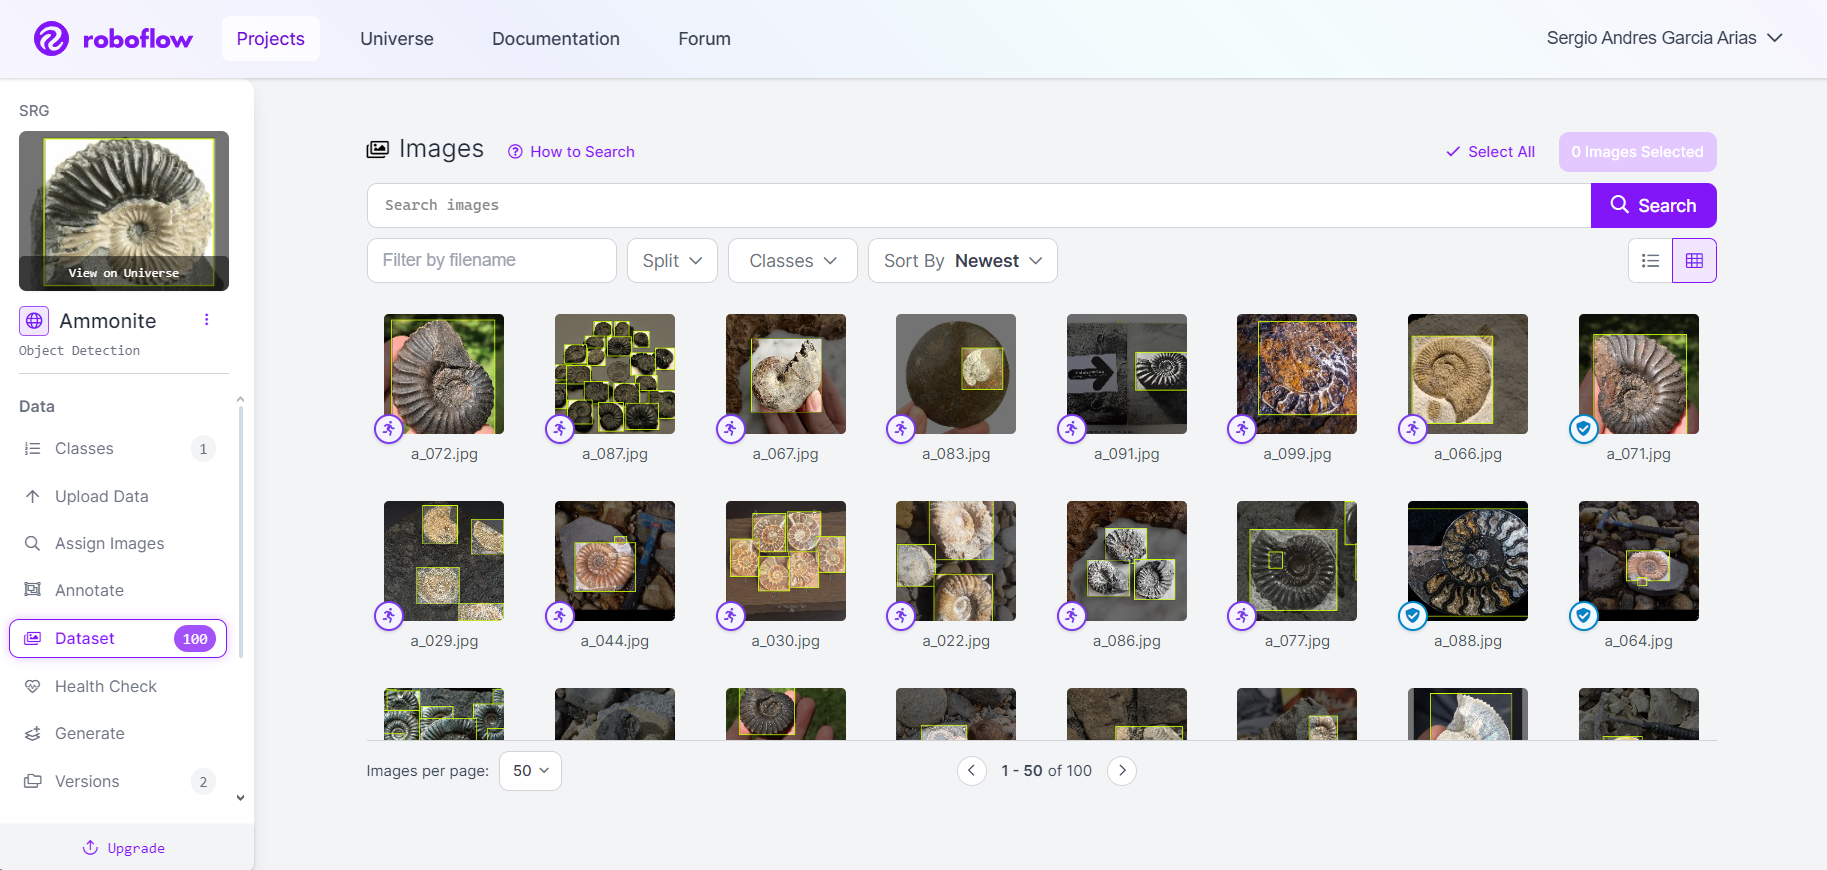 roboflow
Projects
Universe
Documentation
Forum
Sergio Andres Garcia Arias
SRG
View on Universe
Ammonite
Object Detection
Data
Classes 1
Upload Data
Assign Images
Annotate
Dataset 100
Health Check
Generate
Versions 2
Upgrade
Images
How to Search
Select All
0 Images Selected
Search images
Search
Filter by filename
Split
Classes
Sort By Newest
a_072.jpg
a_087.jpg
a_067.jpg
a_083.jpg
a_091.jpg
a_099.jpg
a_066.jpg
a_071.jpg
a_029.jpg
a_044.jpg
a_030.jpg
a_022.jpg
a_086.jpg
a_077.jpg
a_088.jpg
a_064.jpg
Images per page: 50
1 - 50 of 100